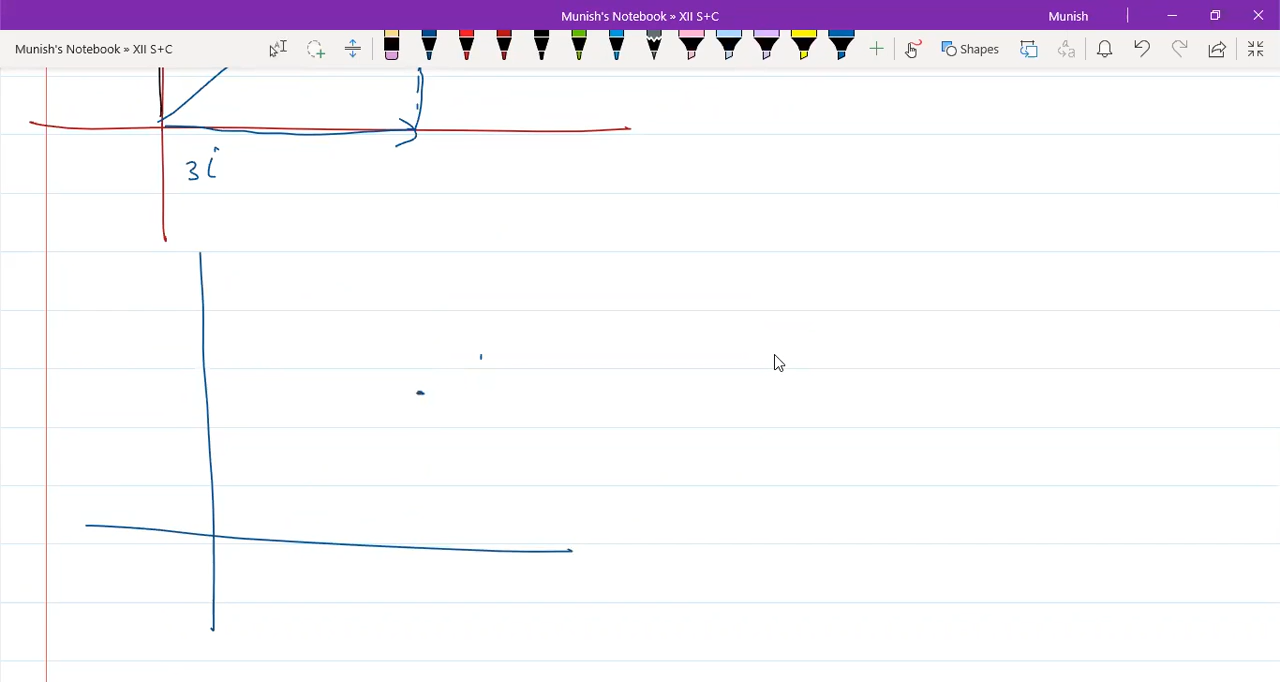 Munish's Notebook » XII S+C
Munish
Munish's Notebook » XII S+C
Shapes
3î